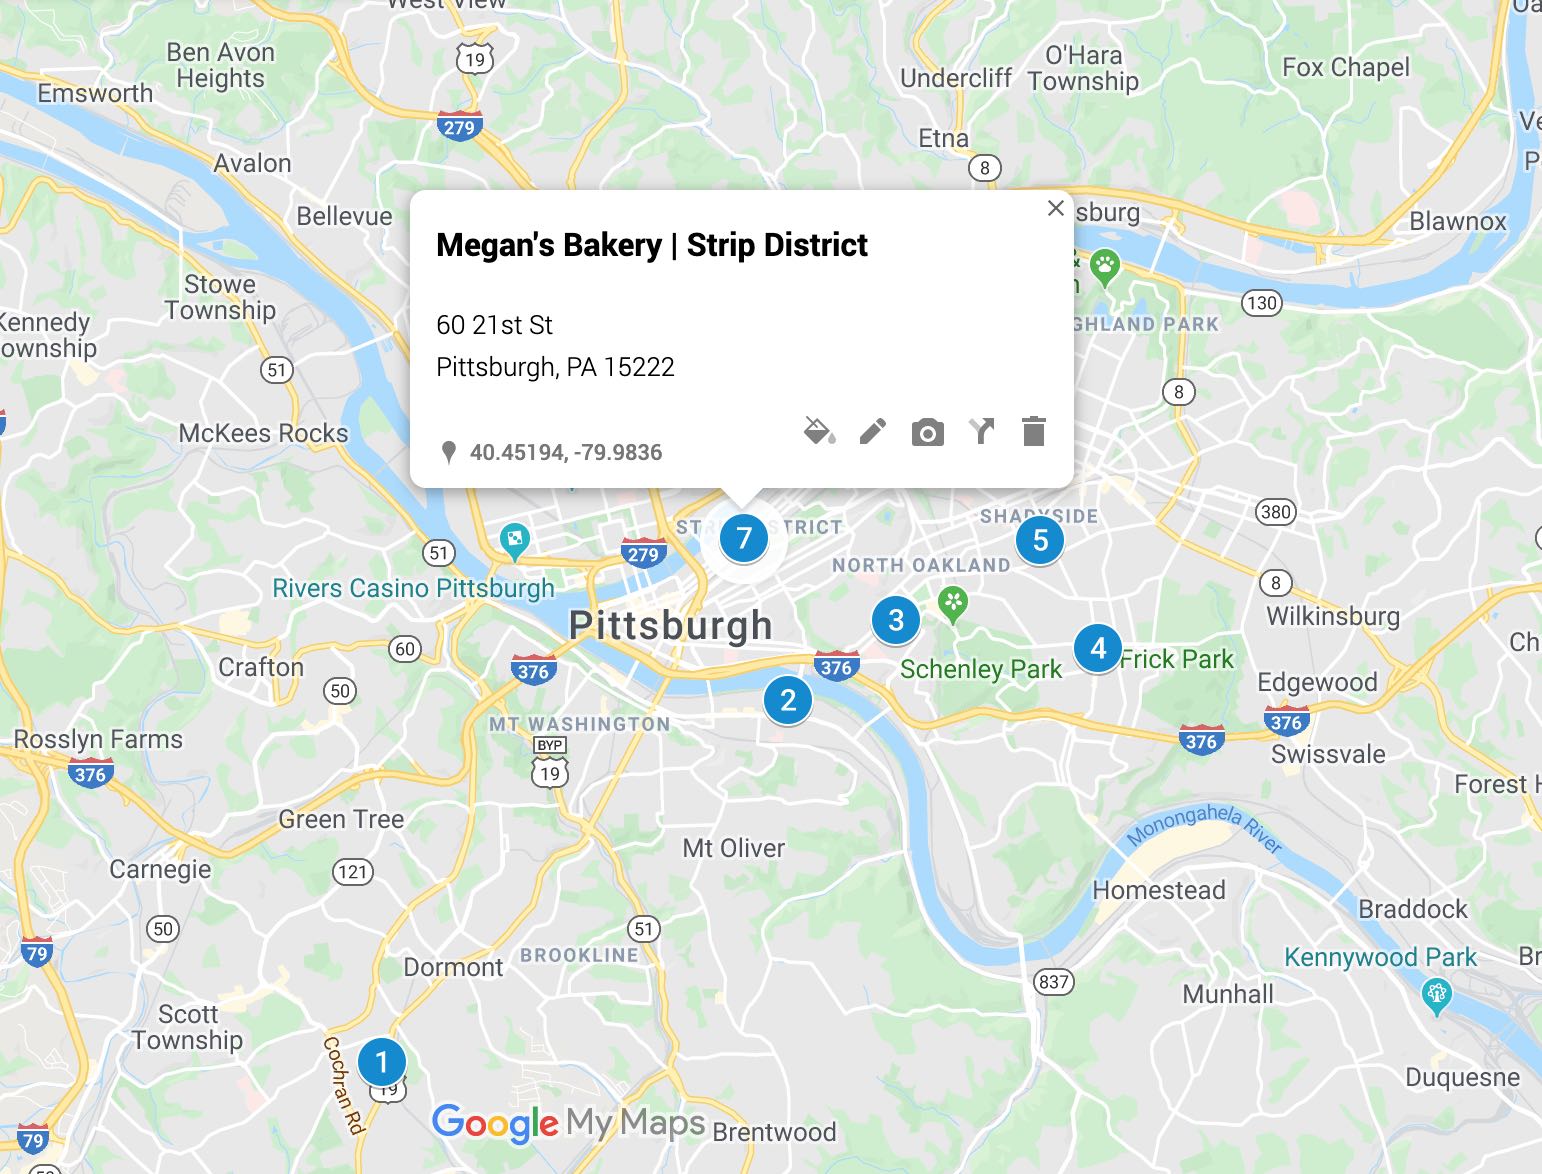 West View
Ben Avon
Heights
19
O'Hara
Township
Undercliff
Fox Chapel
Emsworth
279
Etna
Avalon
8
Bellevue
sburg
Blawnox
Megan's Bakery | Strip District
60 21st St
Pittsburgh, PA 15222
40.45194, -79.9836
&
n
Stowe
Township
130
Kennedy
ownship
GHLAND PARK
51
8
McKees Rocks
380
SHADYSIDE
7
5
51
279
NORTH OAKLAND
Rivers Casino Pittsburgh
8
Wilkinsburg
Pittsburgh
3
Ch
60
4
Crafton
376
376
Schenley Park
Frick Park
50
2
Edgewood
MT WASHINGTON
376
376
Rosslyn Farms
BYP
19
Swissvale
376
Forest H
Green Tree
Monongahela River
Mt Oliver
Carnegie
121
Homestead
Braddock
50
51
79
BROOKLINE
Kennywood Park
Br
Dormont
837
Munhall
Scott
Township
1
19
Cochran Rd
Duquesne
Google My Maps
Brentwood
79